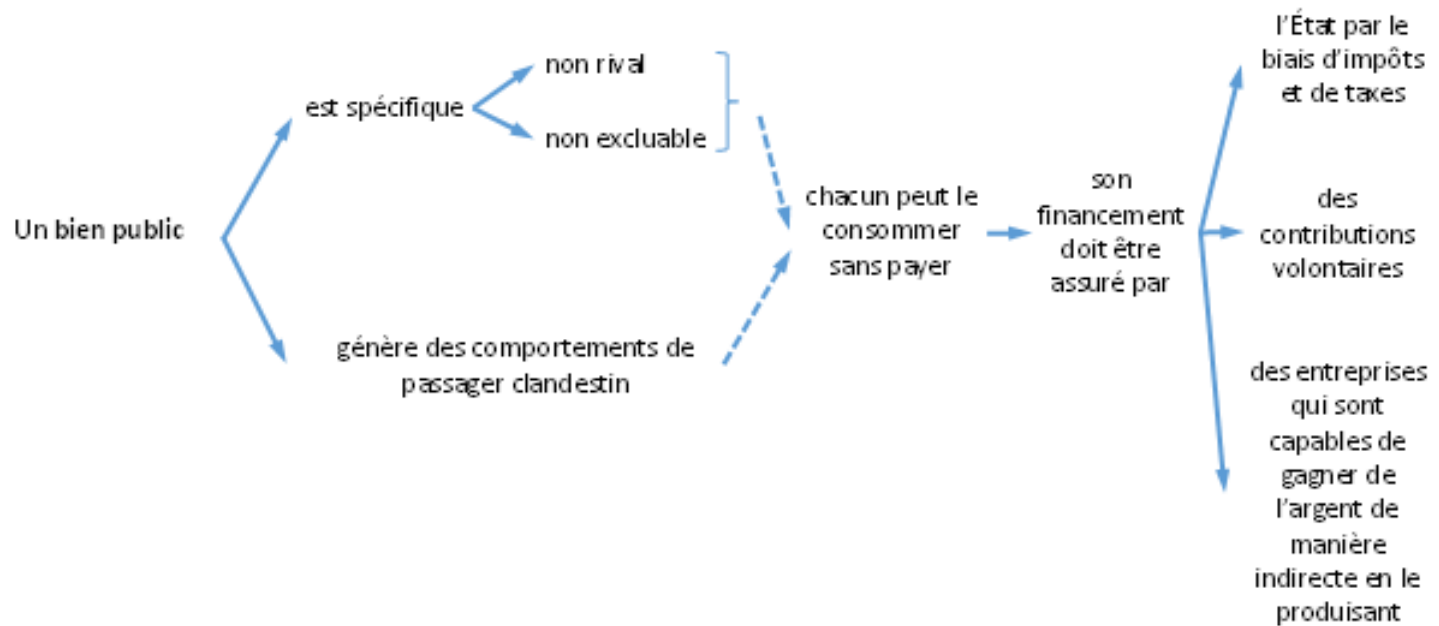 Un bien public
est spécifique
non rival
non excluable
génère des comportements de
passager clandestin
chacun peut le
consommer
sans payer
son
financement
doit être
assuré par
l'État par le
biais d'impôts
et de taxes
des
contributions
volontaires
des entreprises
qui sont
capables de
gagner de
l'argent de
manière
indirecte en le
produisant